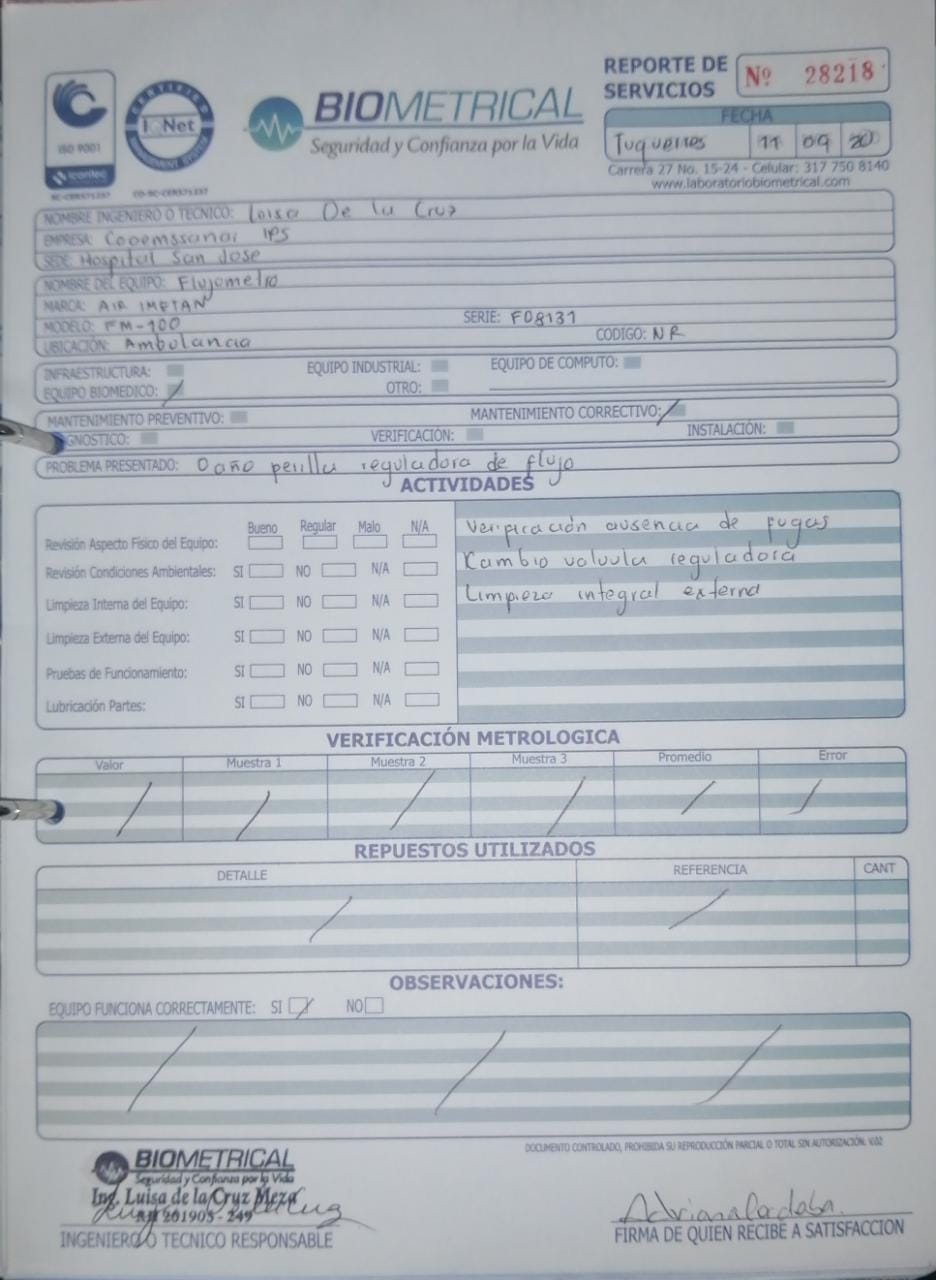 ISO 9001
icontec
SC-CER571257
CERTIFIED
IQNet
MANAGEMENT SYSTEM
CO-SC-CER571257
BIOMETRICAL
Seguridad y Confianza por la Vida
REPORTE DE SERVICIOS
Nº 28218
FECHA
Tuquerres 11 09 20
Carrera 27 No. 15-24 - Celular: 317 750 8140
www.laboratoriobiometrical.com
NOMBRE INGENIERO O TECNICO: Luisa De la Cruz
EMPRESA: Cooemssanar IPS
SEDE: Hospital San Jose
NOMBRE DEL EQUIPO: Flujometro
MARCA: AIR IMETAN
MODELO: FM-100 SERIE: F08131
UBICACIÓN: Ambulancia CODIGO: NR
INFRAESTRUCTURA: EQUIPO INDUSTRIAL: EQUIPO DE COMPUTO:
EQUIPO BIOMEDICO: OTRO:
MANTENIMIENTO PREVENTIVO: MANTENIMIENTO CORRECTIVO:
GNOSTICO: VERIFICACIÓN: INSTALACIÓN:
PROBLEMA PRESENTADO: Daño perilla reguladora de flujo
ACTIVIDADES
Bueno Regular Malo N/A
Revisión Aspecto Físico del Equipo:
Revisión Condiciones Ambientales: SI NO N/A
Limpieza Interna del Equipo: SI NO N/A
Limpieza Externa del Equipo: SI NO N/A
Pruebas de Funcionamiento: SI NO N/A
Lubricación Partes: SI NO N/A
Verificación ausencia de fugas
Cambio valvula reguladora
Limpieza integral externa
VERIFICACIÓN METROLOGICA
Valor Muestra 1 Muestra 2 Muestra 3 Promedio Error
REPUESTOS UTILIZADOS
DETALLE REFERENCIA CANT
OBSERVACIONES:
EQUIPO FUNCIONA CORRECTAMENTE: SI NO
DOCUMENTO CONTROLADO, PROHIBIDA SU REPRODUCCIÓN PARCIAL O TOTAL SIN AUTORIZACIÓN. V.02
BIOMETRICAL
Seguridad y Confianza por la Vida
Ing. Luisa de la Cruz Meza
201905 - 249
INGENIERO O TECNICO RESPONSABLE
Adriana Cordoba.
FIRMA DE QUIEN RECIBE A SATISFACCION